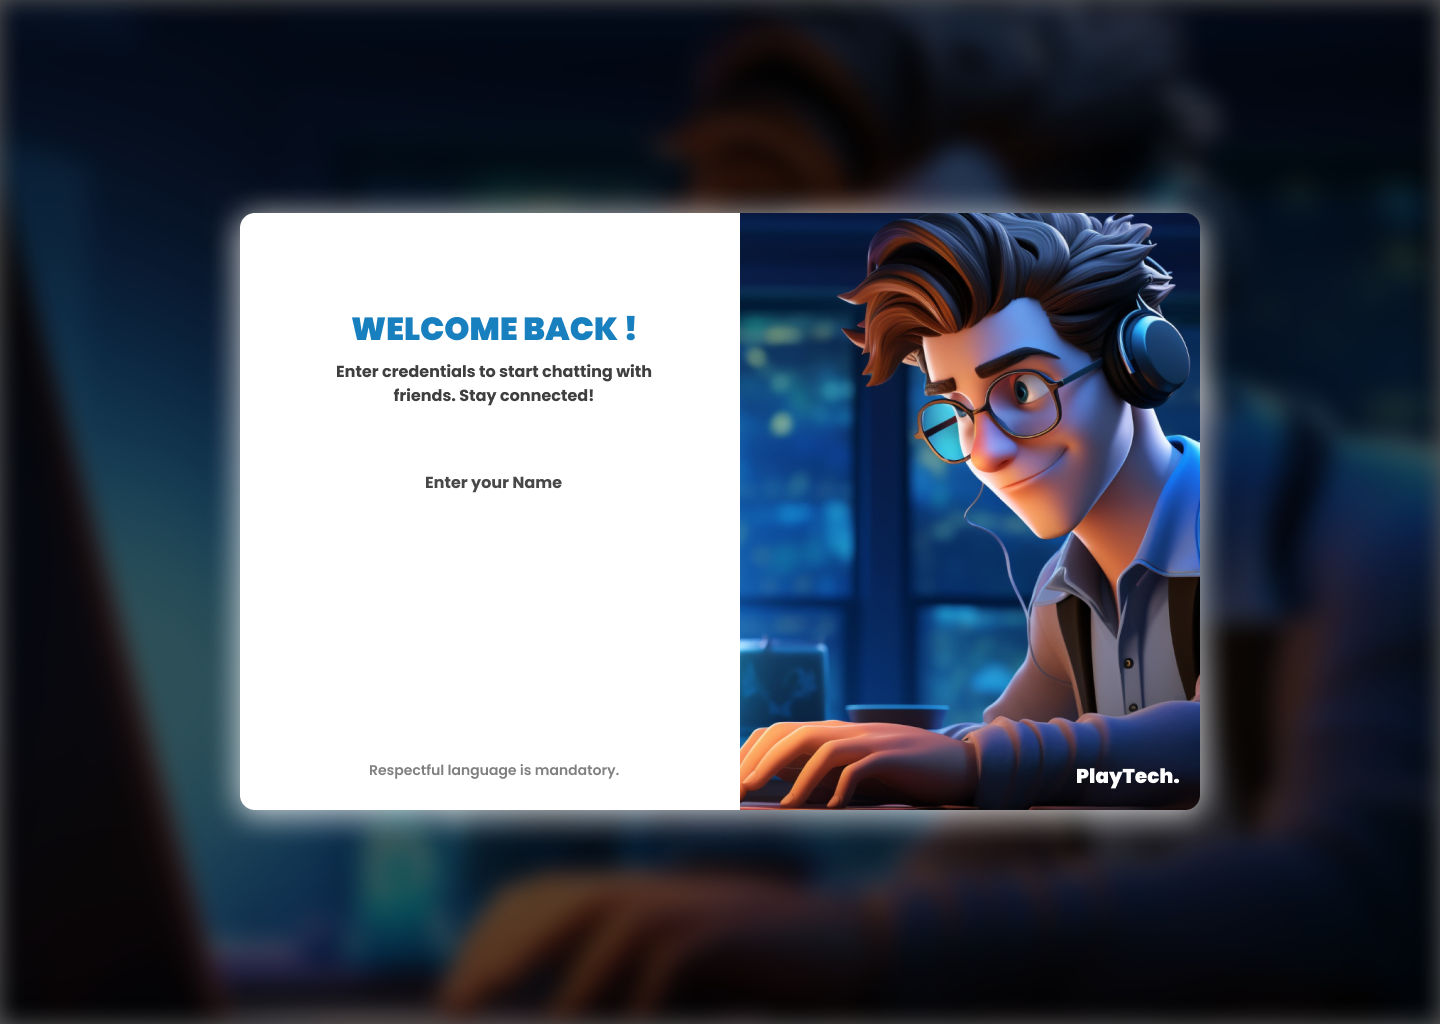 WELCOME BACK !
Enter credentials to start chatting with
friends. Stay connected!
Enter your Name
Respectful language is mandatory.
PlayTech.